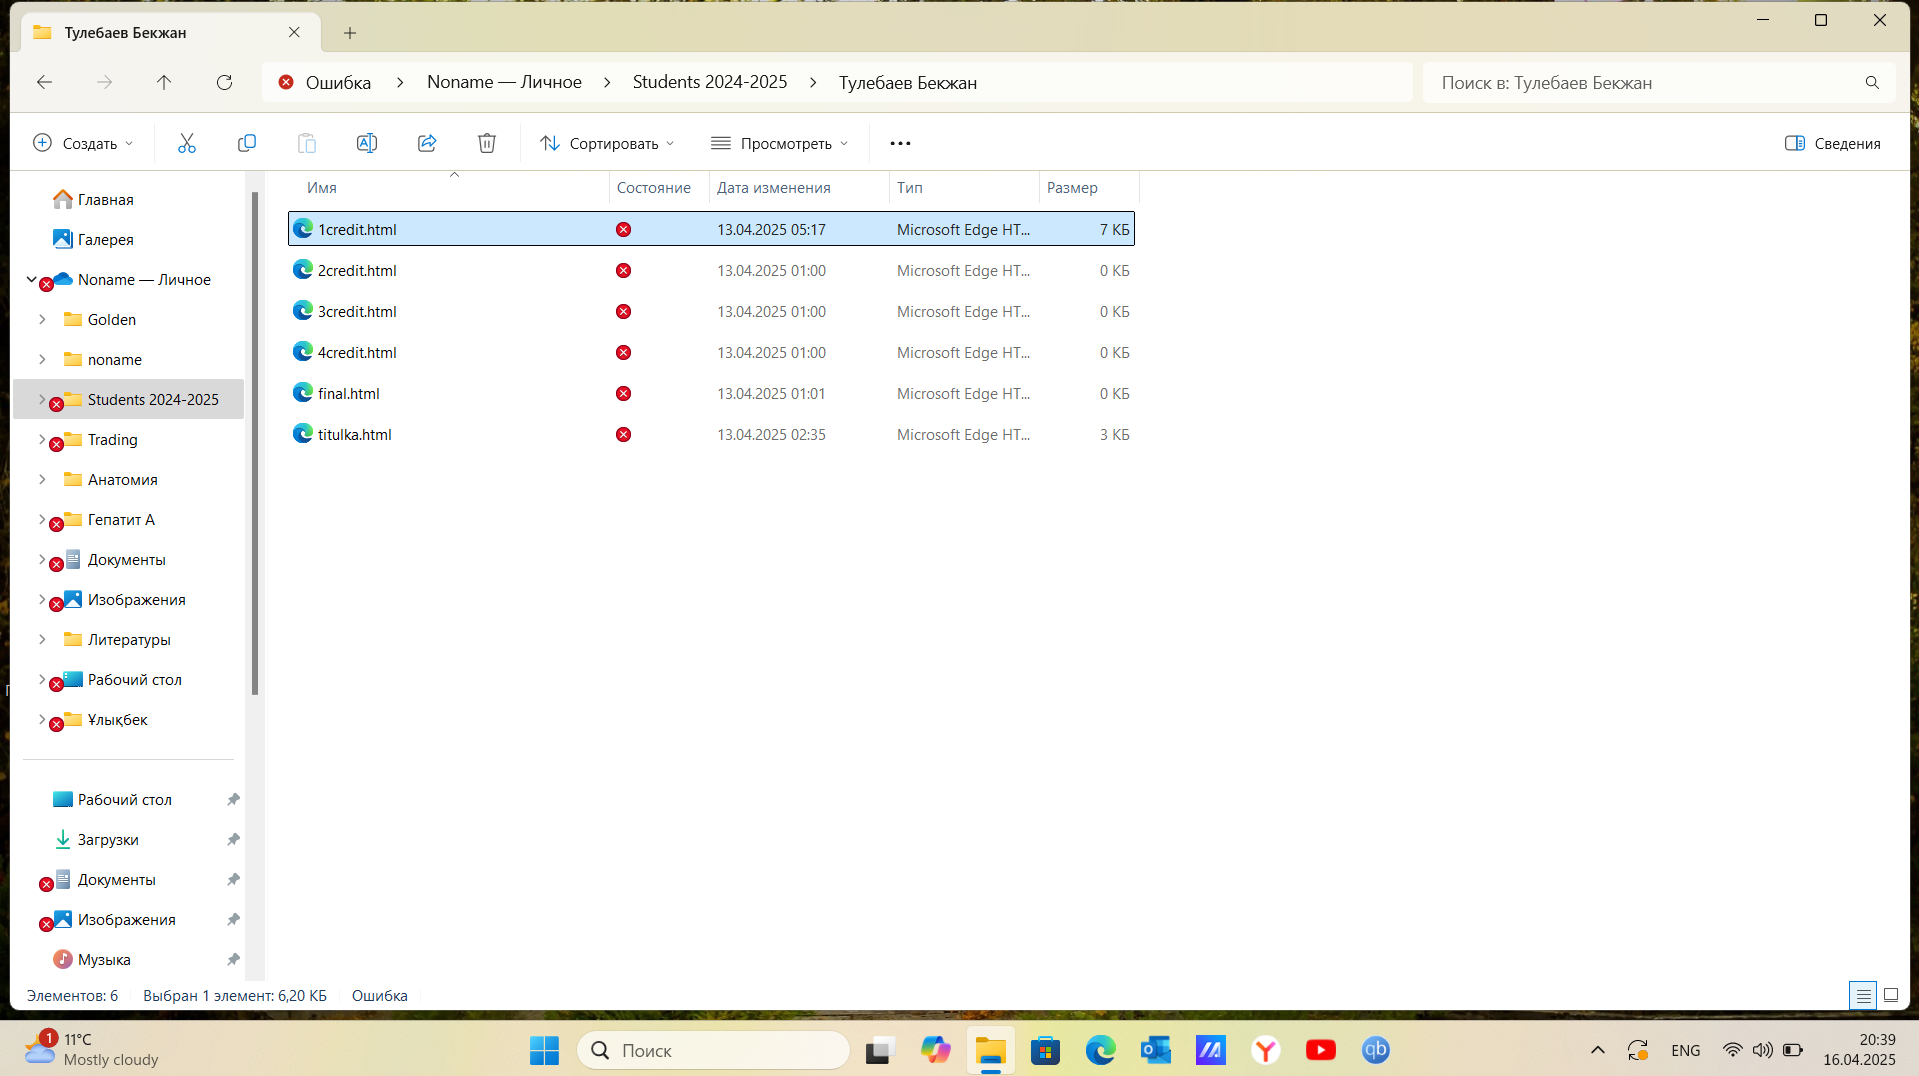 Тулебаев Бекжан
Ошибка > Noname — Личное > Students 2024-2025 > Тулебаев Бекжан
Поиск в: Тулебаев Бекжан
Создать
Сортировать
Просмотреть
Сведения
Главная
Галерея
Noname — Личное
Golden
noname
Students 2024-2025
Trading
Анатомия
Гепатит А
Документы
Изображения
Литературы
Рабочий стол
Ұлықбек
Рабочий стол
Загрузки
Документы
Изображения
Музыка
Имя Состояние Дата изменения Тип Размер
1credit.html 13.04.2025 05:17 Microsoft Edge HT... 7 КБ
2credit.html 13.04.2025 01:00 Microsoft Edge HT... 0 КБ
3credit.html 13.04.2025 01:00 Microsoft Edge HT... 0 КБ
4credit.html 13.04.2025 01:00 Microsoft Edge HT... 0 КБ
final.html 13.04.2025 01:01 Microsoft Edge HT... 0 КБ
titulka.html 13.04.2025 02:35 Microsoft Edge HT... 3 КБ
Элементов: 6 Выбран 1 элемент: 6,20 КБ Ошибка
1
11°C
Mostly cloudy
Поиск
qb
ENG
20:39
16.04.2025